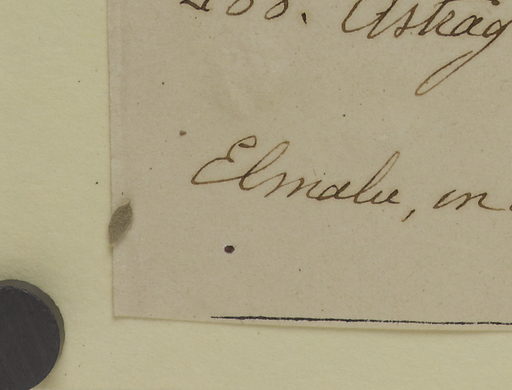 Astrag
Elmalu, in